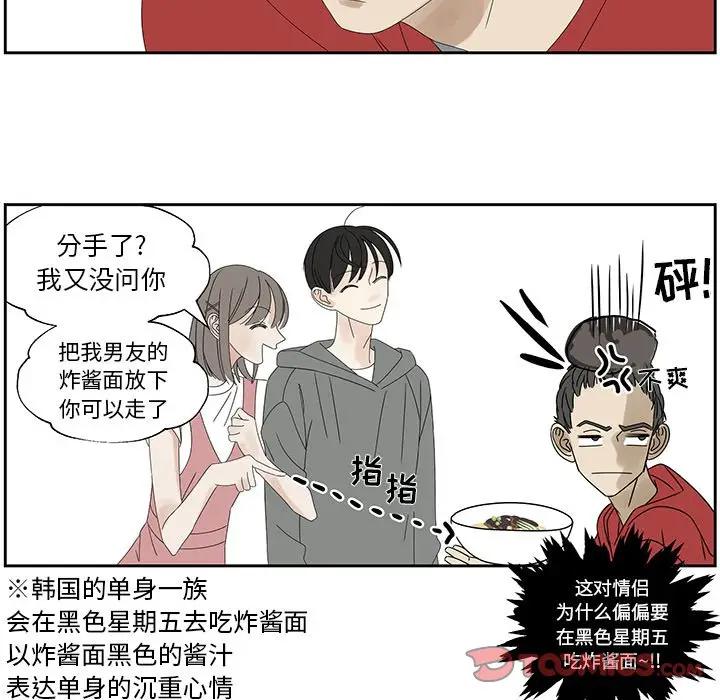 分手了?
我又没问你
把我男友的
炸酱面放下
你可以走了
砰!
不爽
指指
※韩国的单身一族
会在黑色星期五去吃炸酱面
以炸酱面黑色的酱汁
表达单身的沉重心情
这对情侣
为什么偏偏要
在黑色星期五
吃炸酱面~!!
TOOMICS.COM